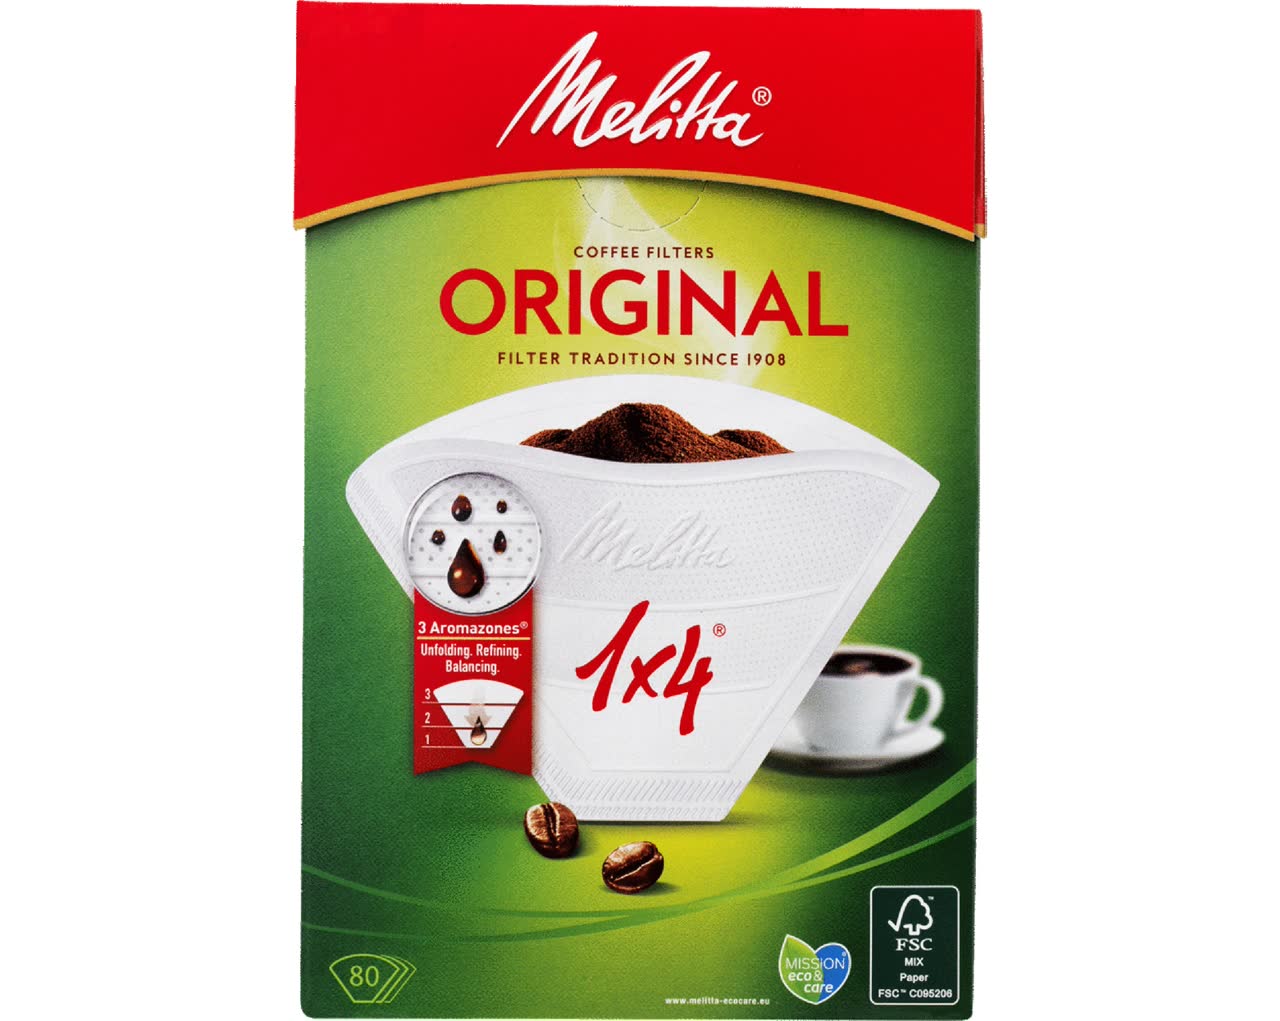 Melitta®
COFFEE FILTERS
ORIGINAL
FILTER TRADITION SINCE 1908
Melitta
1x4®
3 Aromazones®
Unfolding. Refining.
Balancing.
3
2
1
80
www.melitta-ecocare.eu
MISSION
eco &
care
FSC
MIX
Paper
FSC™ C095206